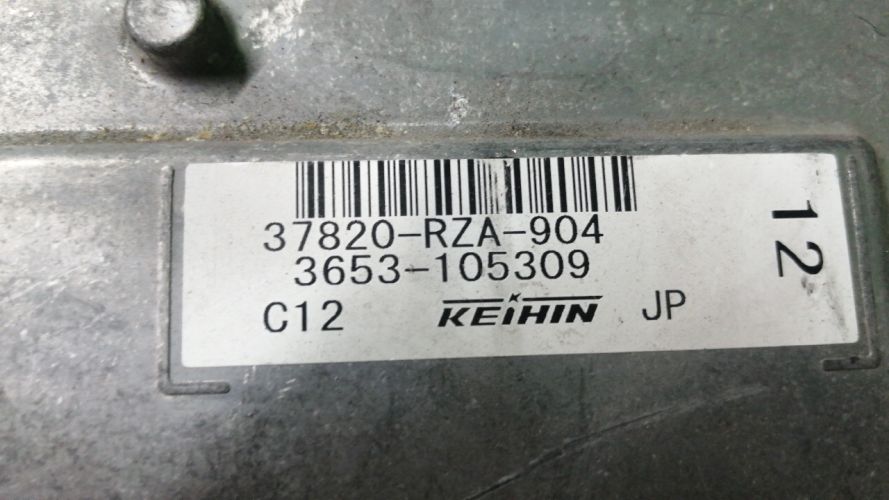 37820-RZA-904
3653-105309
C12 KEIHIN JP
12